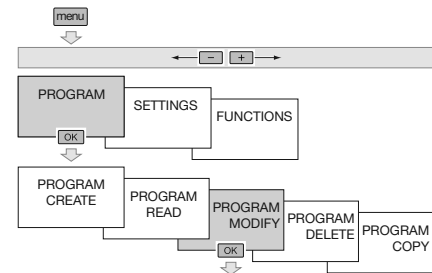 menu
− +
PROGRAM
SETTINGS
FUNCTIONS
OK
PROGRAM
CREATE
PROGRAM
READ
PROGRAM
MODIFY
PROGRAM
DELETE
PROGRAM
COPY
OK